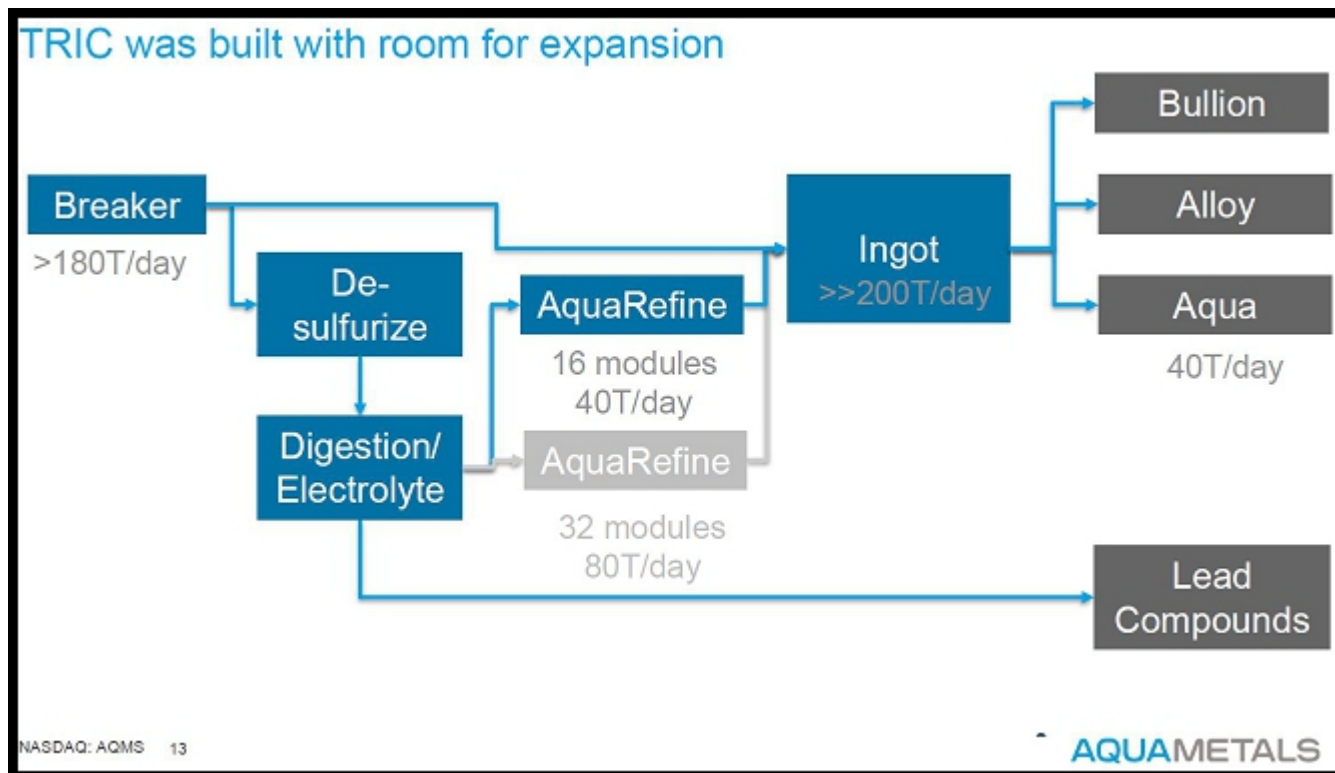 TRIC was built with room for expansion
Bullion
Breaker
>180T/day
De-
sulfurize
AquaRefine
16 modules
40T/day
Ingot
>>200T/day
Alloy
Aqua
40T/day
Digestion/
Electrolyte
AquaRefine
32 modules
80T/day
Lead
Compounds
NASDAQ: AQMS 13
AQUAMETALS